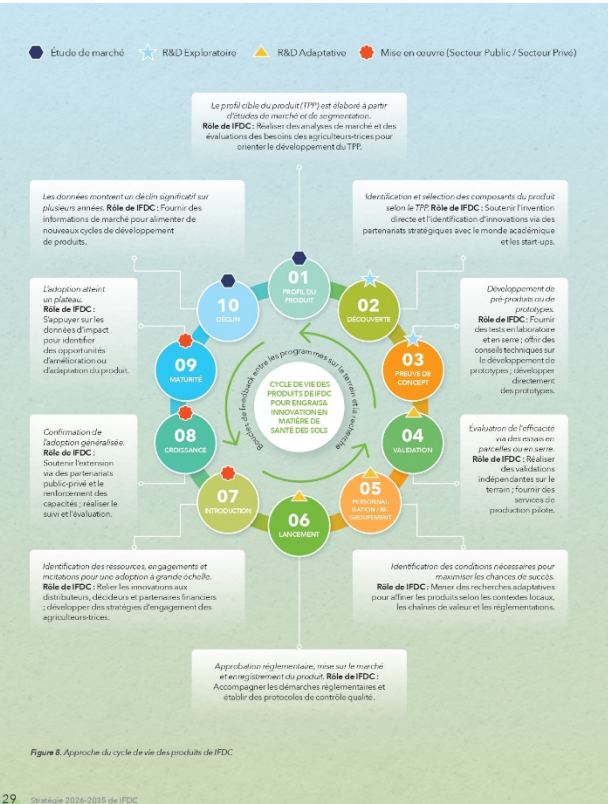 Étude de marché
R&D Exploratoire
R&D Adaptative
Mise en œuvre (Secteur Public / Secteur Privé)
Le profil cible du produit (TPP) est élaboré à partir
d'études de marché et de segmentation.
Rôle de IFDC : Réaliser des analyses de marché et des
évaluations des besoins des agriculteurs·trices pour
orienter le développement du TPP.
Les données montrent un déclin significatif sur
plusieurs années. Rôle de IFDC : Fournir des
informations de marché pour alimenter de
nouveaux cycles de développement
de produits.
Identification et sélection des composants du produit
selon le TPP. Rôle de IFDC : Soutenir l'invention
directe et l'identification d'innovations via des
partenariats stratégiques avec le monde académique
et les start-ups.
01
PROFIL DU
PRODUIT
10
DÉCLIN
02
DÉCOUVERTE
L'adoption atteint
un plateau.
Rôle de IFDC :
S'appuyer sur les
données d'impact
pour identifier
des opportunités
d'amélioration ou
d'adaptation du produit.
Développement de
pré-produits ou de
prototypes.
Rôle de IFDC : Fournir
des tests en laboratoire
et en serre ; offrir des
conseils techniques sur
le développement de
prototypes ; développer
directement
des prototypes.
09
MATURITÉ
03
PREUVE DE
CONCEPT
Boucles de feedback entre les programmes sur le terrain et la recherche
CYCLE DE VIE DES
PRODUITS DE IFDC
POUR ENGRAIS&
INNOVATION EN
MATIÈRE DE
SANTÉ DES SOLS
Confirmation de
l'adoption généralisée.
Rôle de IFDC :
Soutenir l'extension
via des partenariats
public-privé et le
renforcement des
capacités ; réaliser le
suivi et l'évaluation.
Évaluation de l'efficacité
via des essais en
parcelles ou en serre.
Rôle de IFDC : Réaliser
des validations
indépendantes sur le
terrain ; fournir des
services de
production pilote.
08
CROISSANCE
04
VALIDATION
07
INTRODUCTION
05
PERSONNAL-
ISATION / RE-
GROUPEMENT
06
LANCEMENT
Identification des ressources, engagements et
incitations pour une adoption à grande échelle.
Rôle de IFDC : Relier les innovations aux
distributeurs, décideurs et partenaires financiers
; développer des stratégies d'engagement des
agriculteurs·trices.
Identification des conditions nécessaires pour
maximiser les chances de succès.
Rôle de IFDC : Mener des recherches adaptatives
pour affiner les produits selon les contextes locaux,
les chaînes de valeur et les réglementations.
Approbation réglementaire, mise sur le marché
et enregistrement du produit. Rôle de IFDC :
Accompagner les démarches réglementaires et
établir des protocoles de contrôle qualité.
Figure 8. Approche du cycle de vie des produits de IFDC
29 Stratégie 2026-2035 de IFDC